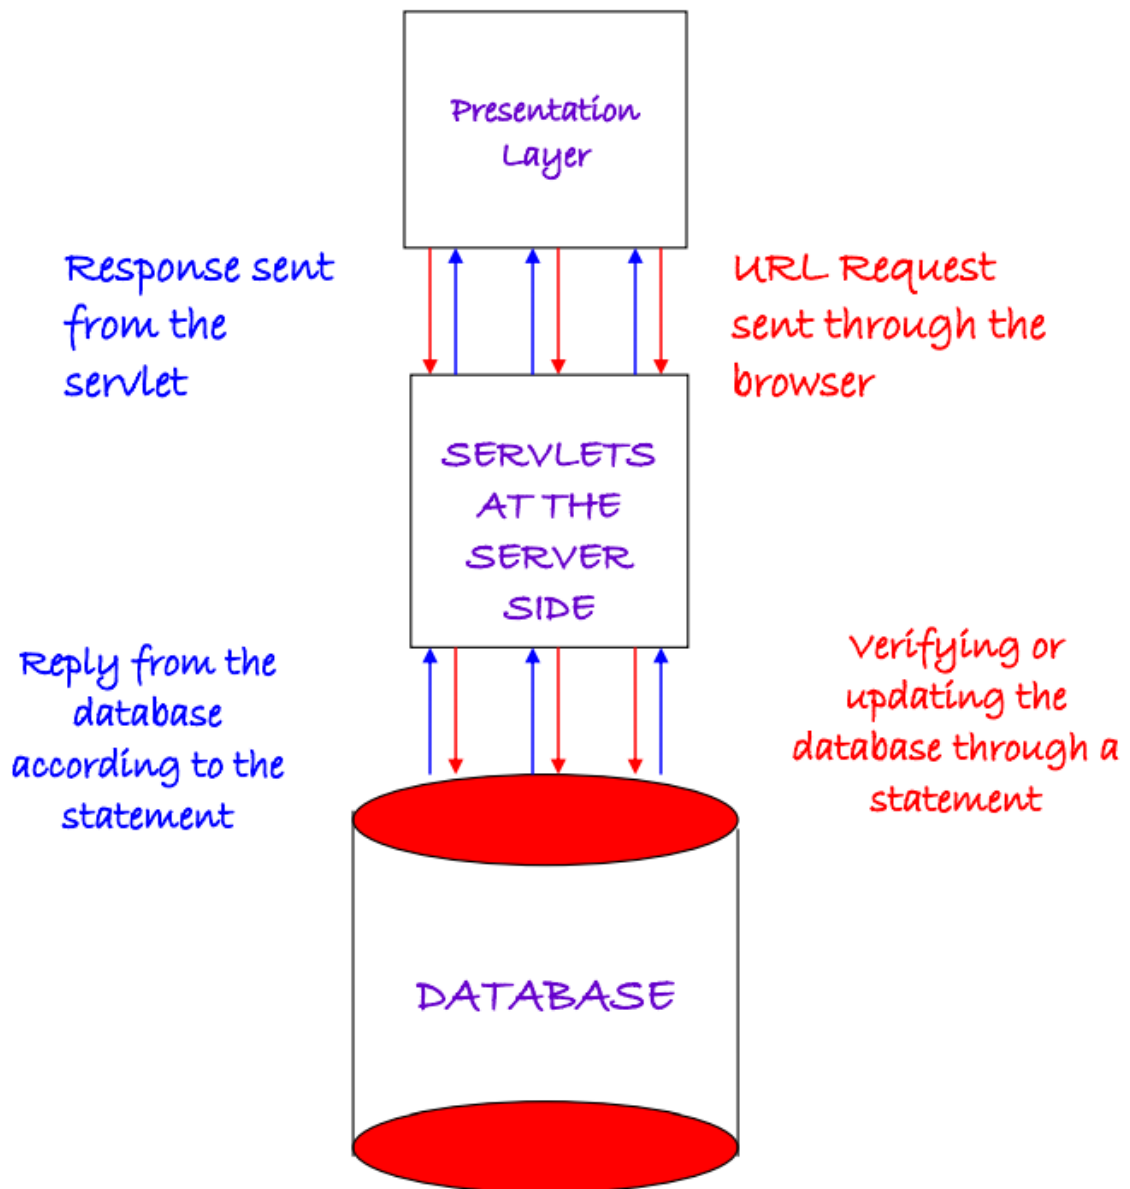 Presentation
Layer
Response sent
from the
servlet
URL Request
sent through the
browser
SERVLETS
AT THE
SERVER
SIDE
Reply from the
database
according to the
statement
Verifying or
updating the
database through a
statement
DATABASE